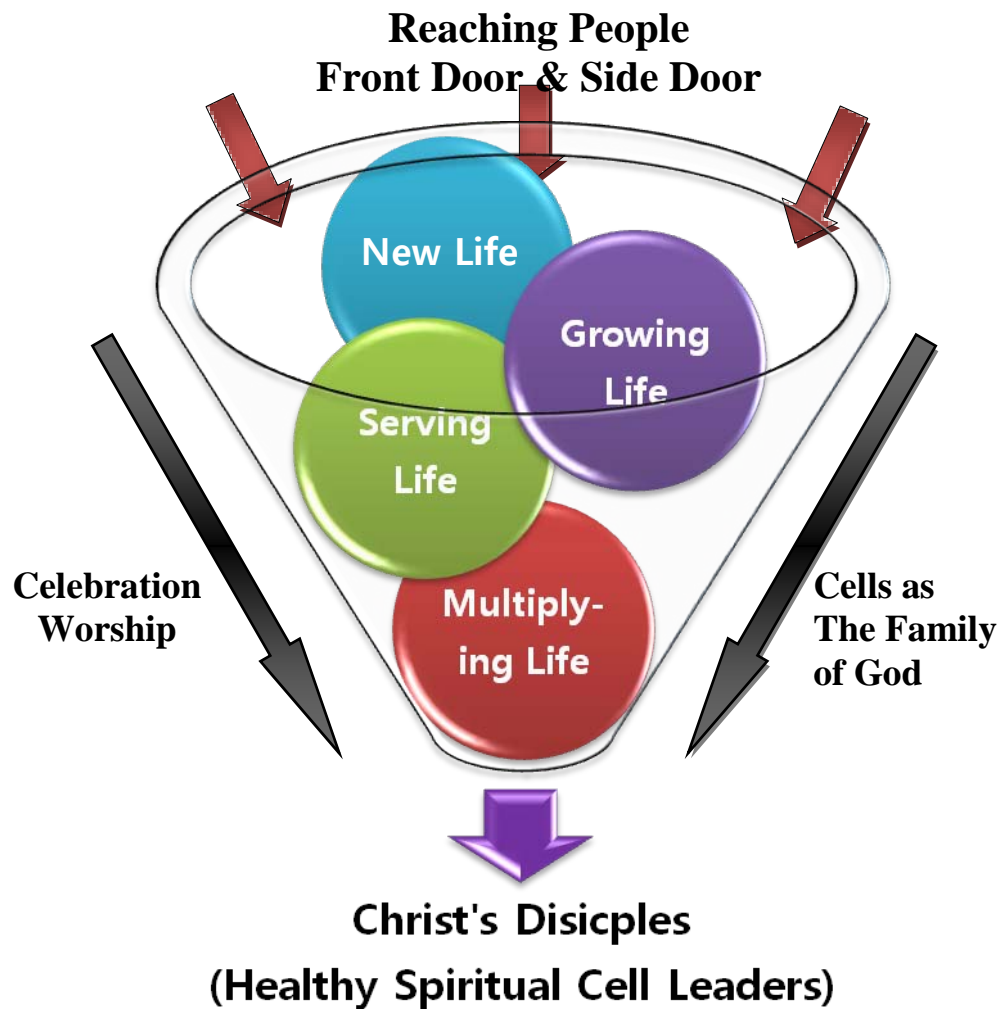 Reaching People
Front Door & Side Door
New Life
Growing
Life
Serving
Life
Celebration
Worship
Cells as
The Family
of God
Multiply-
ing Life
Christ's Disicples
(Healthy Spiritual Cell Leaders)